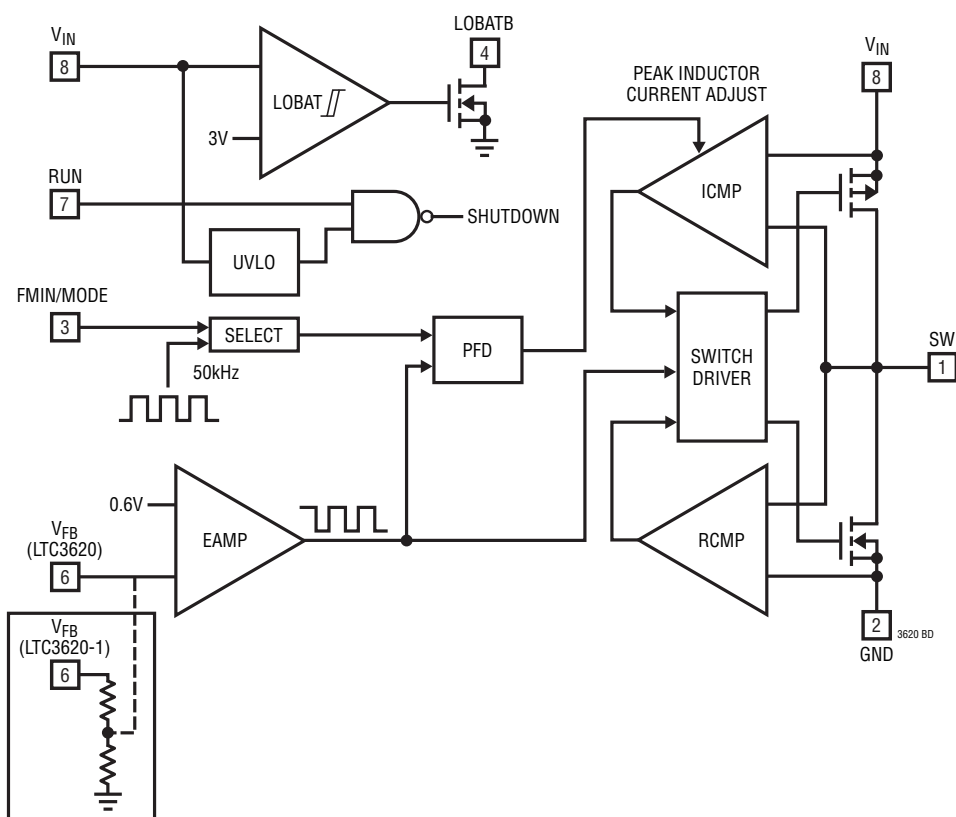 LOBATB
4
VIN
8
LOBAT
3V
PEAK INDUCTOR
CURRENT ADJUST
VIN
8
ICMP
RUN
7
SHUTDOWN
UVLO
FMIN/MODE
3
SELECT
50kHz
PFD
SWITCH
DRIVER
SW
1
0.6V
EAMP
RCMP
VFB
(LTC3620)
6
VFB
(LTC3620-1)
6
2
3620 BD
GND